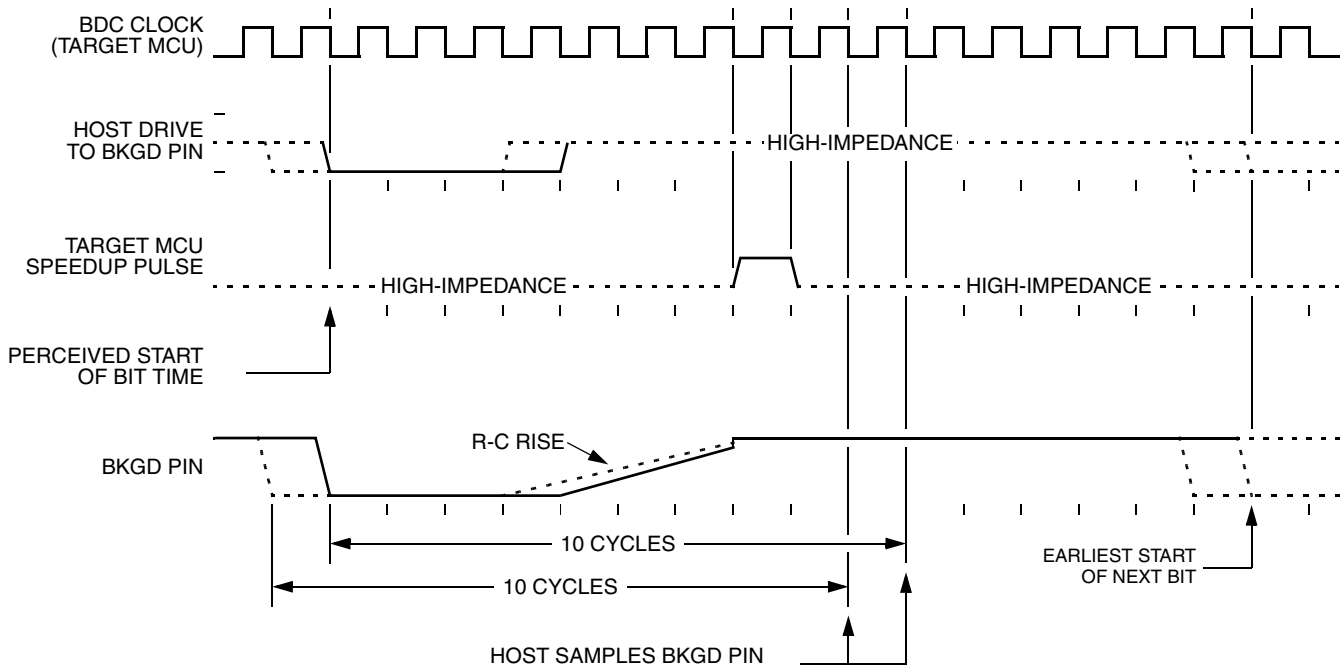 BDC CLOCK
(TARGET MCU)
HOST DRIVE
TO BKGD PIN
HIGH-IMPEDANCE
TARGET MCU
SPEEDUP PULSE
HIGH-IMPEDANCE
HIGH-IMPEDANCE
PERCEIVED START
OF BIT TIME
R-C RISE
BKGD PIN
10 CYCLES
EARLIEST START
OF NEXT BIT
10 CYCLES
HOST SAMPLES BKGD PIN